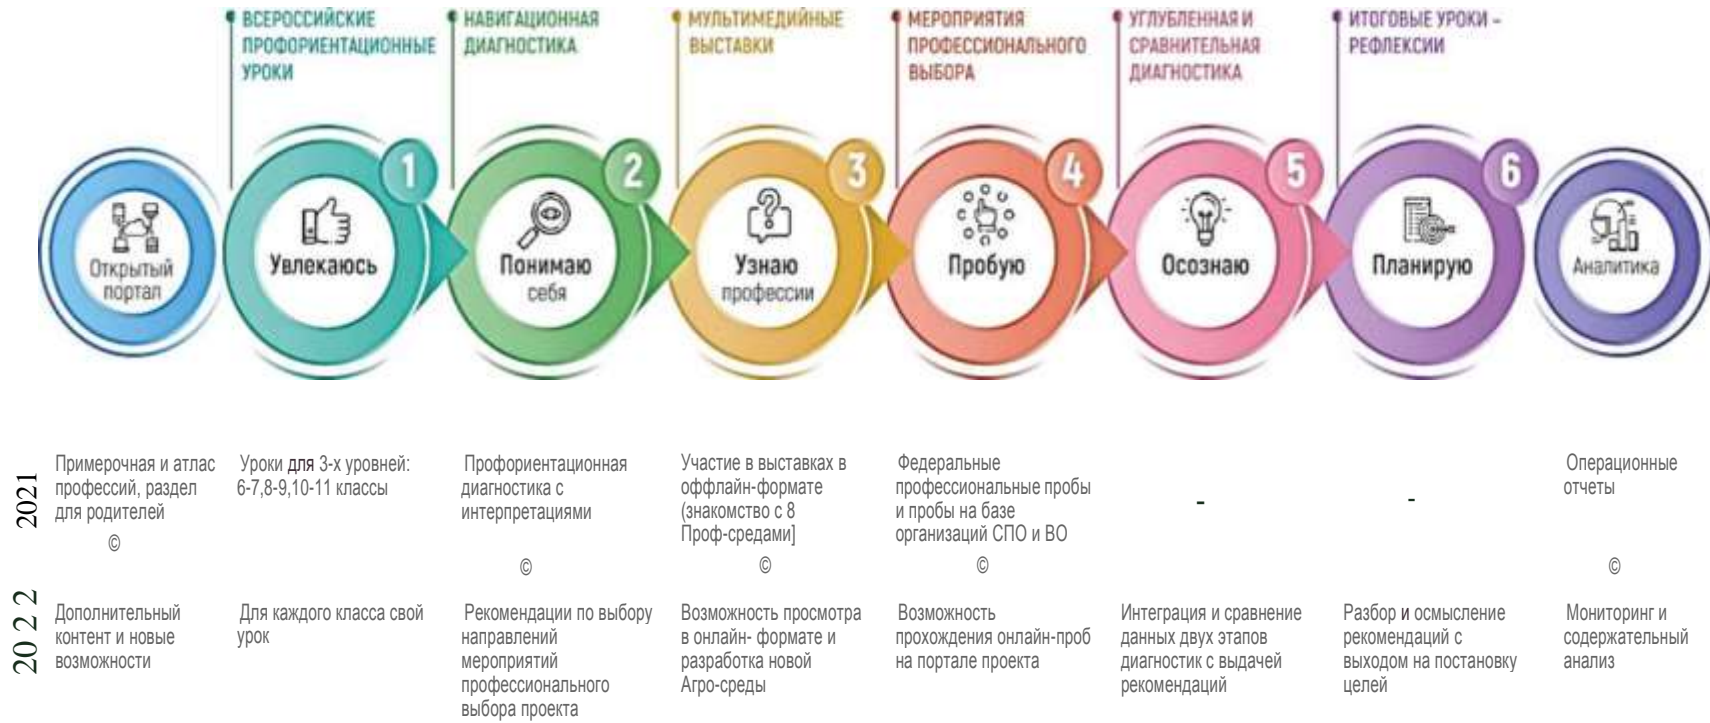 ВСЕРОССИЙСКИЕ
ПРОФОРИЕНТАЦИОННЫЕ
УРОКИ
НАВИГАЦИОННАЯ
ДИАГНОСТИКА
МУЛЬТИМЕДИЙНЫЕ
ВЫСТАВКИ
МЕРОПРИЯТИЯ
ПРОФЕССИОНАЛЬНОГО
ВЫБОРА
УГЛУБЛЕННАЯ И
СРАВНИТЕЛЬНАЯ
ДИАГНОСТИКА
ИТОГОВЫЕ УРОКИ –
РЕФЛЕКСИИ
Открытый
портал
1
Увлекаюсь
2
Понимаю
себя
3
Узнаю
профессии
4
Пробую
5
Осознаю
6
Планирую
Аналитика
2021
Примерочная и атлас
профессий, раздел
для родителей
©
Уроки для 3-х уровней:
6-7,8-9,10-11 классы
Профориентационная
диагностика с
интерпретациями
©
Участие в выставках в
оффлайн-формате
(знакомство с 8
Проф-средами]
©
Федеральные
профессиональные пробы
и пробы на базе
организаций СПО и ВО
©
-
-
Операционные
отчеты
©
20 2 2
Дополнительный
контент и новые
возможности
Для каждого класса свой
урок
Рекомендации по выбору
направлений
мероприятий
профессионального
выбора проекта
Возможность просмотра
в онлайн- формате и
разработка новой
Агро-среды
Возможность
прохождения онлайн-проб
на портале проекта
Интеграция и сравнение
данных двух этапов
диагностик с выдачей
рекомендаций
Разбор и осмысление
рекомендаций с
выходом на постановку
целей
Мониторинг и
содержательный
анализ